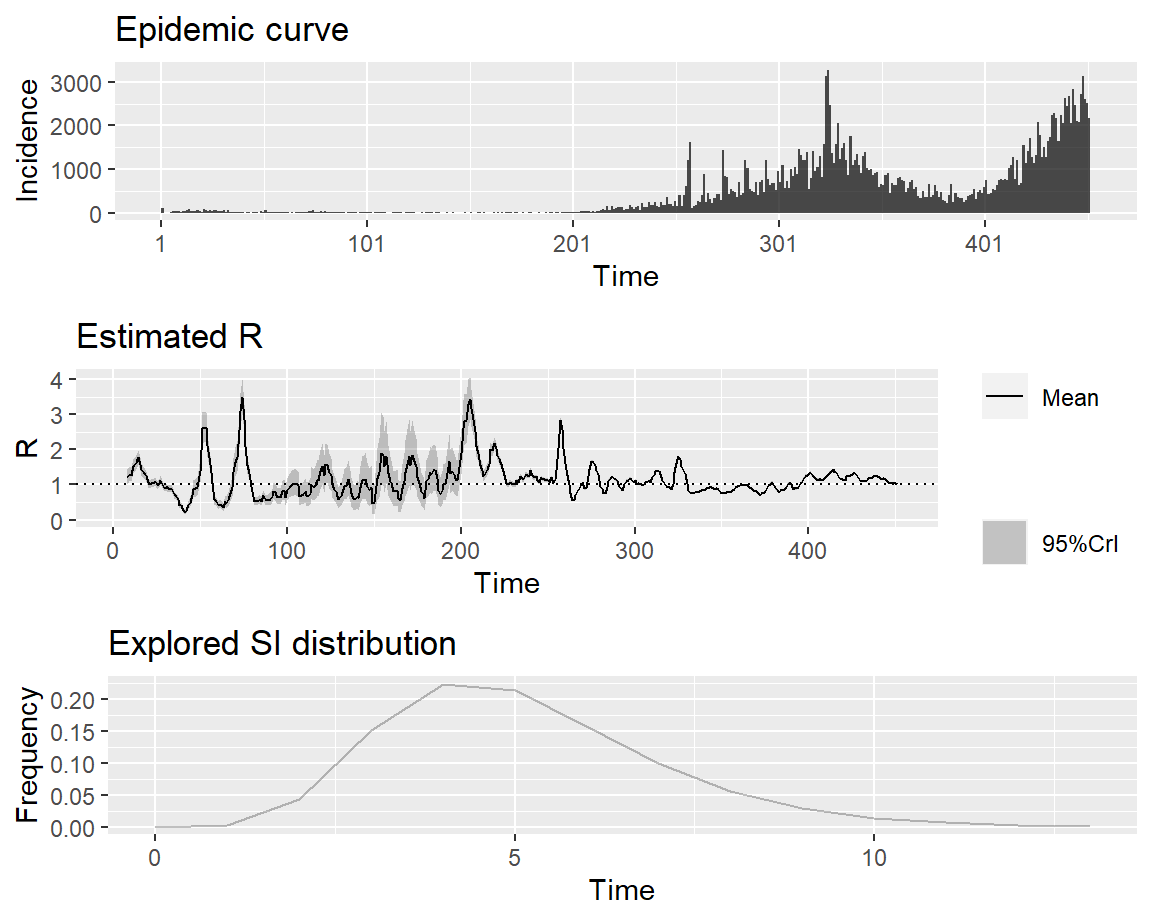 Epidemic curve
Incidence
3000
2000
1000
0
1 101 201 301 401
Time
Estimated R
R
4
3
2
1
0
0 100 200 300 400
Time
Mean
95%CrI
Explored SI distribution
Frequency
0.20
0.15
0.10
0.05
0.00
0 5 10
Time